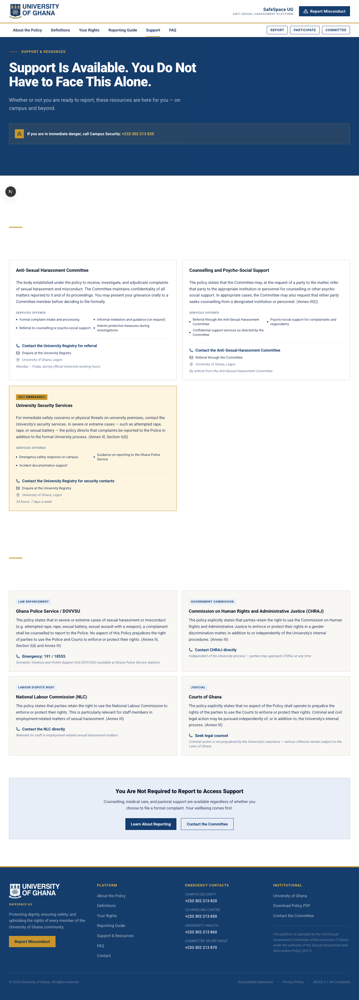 UNIVERSITY
OF GHANA
SafeSpace UG
ANTI-SEXUAL HARASSMENT PLATFORM
Report Misconduct
About the Policy
Definitions
Your Rights
Reporting Guide
Support
FAQ
REPORT
PARTICIPATE
COMMITTEE
SUPPORT & RESOURCES
Support Is Available. You Do Not
Have to Face This Alone.
Whether or not you are ready to report, these resources are here for you — on
campus and beyond.
If you are in immediate danger, call Campus Security: +233 302 213 820
N
Anti-Sexual Harassment Committee
The body established under the policy to receive, investigate, and adjudicate complaints
of sexual harassment and misconduct. The Committee maintains confidentiality of all
matters reported to it and of its proceedings. You may present your grievance orally to a
Committee member before deciding to file formally.
SERVICES OFFERED
Formal complaint intake and processing
Informal mediation and guidance (on request)
Referral to counselling or psycho-social support
Interim protective measures during
investigations
Contact the University Registry for referral
Enquire at the University Registry
University of Ghana, Legon
Monday – Friday, during official University working hours
Counselling and Psycho-Social Support
The policy states that the Committee may, at the request of a party to the matter, refer
that party to the appropriate institution or personnel for counselling or other psycho-
social support. In appropriate cases, the Committee may also request that either party
seeks counselling from a designated institution or personnel. (Annex III(l))
SERVICES OFFERED
Referral through the Anti-Sexual Harassment
Committee
Psycho-social support for complainants and
respondents
Confidential support services as directed by the
Committee
Contact the Anti-Sexual Harassment Committee
Referral through the Committee
University of Ghana, Legon
By referral from the Anti-Sexual Harassment Committee
24/7 EMERGENCY
University Security Services
For immediate safety concerns or physical threats on university premises, contact the
University's security services. In severe or extreme cases — such as attempted rape,
rape, or sexual battery — the policy directs that complaints be reported to the Police in
addition to the formal University process. (Annex III, Section I(d))
SERVICES OFFERED
Emergency safety response on campus
Guidance on reporting to the Ghana Police
Service
Incident documentation support
Contact the University Registry for security contacts
Enquire at the University Registry
University of Ghana, Legon
24 hours, 7 days a week
LAW ENFORCEMENT
Ghana Police Service / DOVVSU
The policy states that in severe or extreme cases of sexual harassment or misconduct
(e.g. attempted rape, rape, sexual battery, sexual assault with a weapon), a complainant
shall be counselled to report to the Police. No aspect of this Policy prejudices the right
of parties to use the Police and Courts to enforce or protect their rights. (Annex III,
Section I(d) and Annex III)
Emergency: 191 / 18555
Domestic Violence and Victim Support Unit (DOVVSU) available at Ghana Police Service stations
GOVERNMENT COMMISSION
Commission on Human Rights and Administrative Justice (CHRAJ)
The policy explicitly states that parties retain the right to use the Commission on Human
Rights and Administrative Justice to enforce or protect their rights in a gender
discrimination matter, in addition to or independently of the University's internal
procedures. (Annex III)
Contact CHRAJ directly
Independent of the University process — parties may approach CHRAJ at any time
LABOUR DISPUTE BODY
National Labour Commission (NLC)
The policy states that parties retain the right to use the National Labour Commission to
enforce or protect their rights. This is particularly relevant for staff members in
employment-related matters of sexual harassment. (Annex III)
Contact the NLC directly
Relevant for staff in employment-related sexual harassment matters
JUDICIAL
Courts of Ghana
The policy explicitly states that no aspect of the Policy shall operate to prejudice the
rights of the parties to use the Courts to enforce or protect their rights. Criminal and civil
legal action may be pursued independently of, or in addition to, the University's internal
process. (Annex III)
Seek legal counsel
Criminal action is not prejudiced by the University's sanctions — serious offences remain subject to the
Laws of Ghana
You Are Not Required to Report to Access Support
Counselling, medical care, and pastoral support are available regardless of whether you
choose to file a formal complaint. Your wellbeing comes first.
Learn About Reporting
Contact the Committee
UNIVERSITY
OF GHANA
SAFESPACE UG
Protecting dignity, ensuring safety, and
upholding the rights of every member of the
University of Ghana community.
Report Misconduct
PLATFORM
About the Policy
Definitions
Your Rights
Reporting Guide
Support & Resources
FAQ
Contact
EMERGENCY CONTACTS
CAMPUS SECURITY
+233 302 213 820
COUNSELING CENTRE
+233 302 213 850
UNIVERSITY HEALTH
+233 302 213 860
COMMITTEE SECRETARIAT
+233 302 213 870
INSTITUTIONAL
University of Ghana
Download Policy PDF
Contact the Committee
This platform is operated by the Anti-Sexual
Harassment Committee of the University of Ghana
under the authority of the Sexual Harassment and
Misconduct Policy (2017).
© 2026 University of Ghana. All rights reserved.
Accessibility Statement | Privacy Policy | WCAG 2.1 AA Compliant